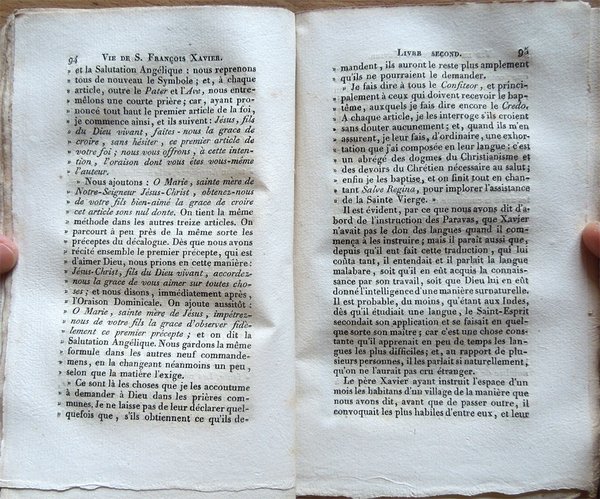 94 VIE DE S. FRANÇOIS XAVIER.
» et la Salutation Angélique : nous reprenons
» tous de nouveau le Symbole ; et, à chaque
» article, outre le Pater et l'Ave, nous entre-
» mêlons une courte prière ; car, ayant pro-
» noncé tout haut le premier article de la foi,
» je commence ainsi, et ils suivent : Jésus, fils
» du Dieu vivant, faites-nous la grace de
» croire, sans hésiter, ce premier article de
» votre foi ; nous vous offrons, à cette inten-
» tion, l'oraison dont vous êtes vous-même
» l'auteur.
» Nous ajoutons : O Marie, sainte mère de
» Notre-Seigneur Jésus-Christ, obtenez-nous
» de votre fils bien-aimé la grace de croire
» cet article sans nul doute. On tient la même
» méthode dans les autres treize articles. On
» parcourt à peu près de la même sorte les
» préceptes du décalogue. Dès que nous avons
» récité ensemble le premier précepte, qui est
» d'aimer Dieu, nous prions en cette manière :
» Jésus-Christ, fils du Dieu vivant, accordez-
» nous la grace de vous aimer sur toutes cho-
» ses ; et nous disons, immédiatement après,
» l'Oraison Dominicale. On ajoute aussitôt :
» O Marie, sainte mère de Jésus, impétrez-
» nous de votre fils la grace d'observer fidè-
» lement ce premier précepte ; et on dit la
» Salutation Angélique. Nous gardons la même
» formule dans les autres neuf commande-
» mens, en la changeant néanmoins un peu,
» selon que la matière l'exige.
» Ce sont là les choses que je les accoutume
» à demander à Dieu dans les prières com-
» munes. Je ne laisse pas de leur déclarer quel-
» quefois que, s'ils obtiennent ce qu'ils de-
LIVRE SECOND. 95
» mandent, ils auront le reste plus amplement
» qu'ils ne pourraient le demander.
» Je fais dire à tous le Confiteor, et princi-
» palement à ceux qui doivent recevoir le bap-
» tême, auxquels je fais dire encore le Credo.
» A chaque article, je les interroge s'ils croient
» sans douter aucunement ; et, quand ils m'en
» assurent, je leur fais, d'ordinaire, une exhor-
» tation que j'ai composée en leur langue : c'est
» un abrégé des dogmes du Christianisme et
» des devoirs du Chrétien nécessaire au salut ;
» enfin je les baptise, et on finit tout en chan-
» tant Salve Regina, pour implorer l'assistance
» de la Sainte Vierge. »
Il est évident, par ce que nous avons dit d'a-
bord de l'instruction des Paravas, que Xavier
n'avait pas le don des langues quand il com-
mença à les instruire ; mais il paraît aussi que,
depuis qu'il eut fait cette traduction, qui lui
coûta tant, il entendait et il parlait la langue
malabare, soit qu'il en eût acquis la connais-
sance par son travail, soit que Dieu lui en eût
donné l'intelligence d'une manière surnaturelle.
Il est probable, du moins, qu'étant aux Indes,
dès qu'il étudiait une langue, le Saint-Esprit
secondait son application et se faisait en quel-
que sorte son maître ; car c'est une chose cons-
tante qu'il apprenait en peu de temps les lan-
gues les plus difficiles ; et, au rapport de plu-
sieurs personnes, il les parlait si naturellement,
qu'on ne l'aurait pas cru étranger.
Le père Xavier ayant instruit l'espace d'un
mois les habitans d'un village de la manière que
nous avons dit, avant que de passer outre, il
convoquait les plus habiles d'entre eux, et leur